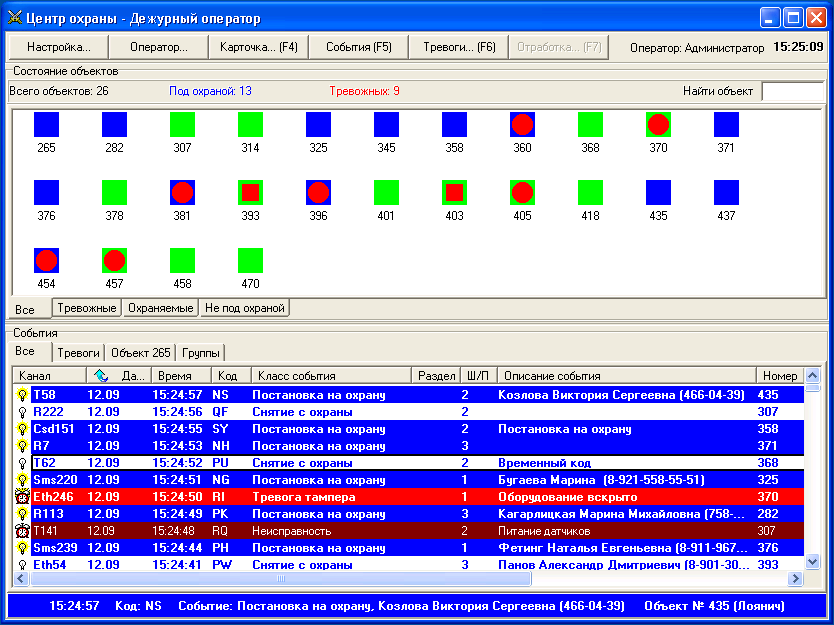 Центр охраны - Дежурный оператор
Настройка... Оператор... Карточка... (F4) События (F5) Тревоги... (F6) Отработка... (F7) Оператор: Администратор 15:25:09
Состояние объектов
Всего объектов: 26 Под охраной: 13 Тревожных: 9 Найти объект
265 282 307 314 325 345 358 360 368 370 371
376 378 381 393 396 401 403 405 418 435 437
454 457 458 470
Все Тревожные Охраняемые Не под охраной
События
Все Тревоги Объект 265 Группы
Канал Да... Время Код Класс события Раздел Ш/П Описание события Номер
T58 12.09 15:24:57 NS Постановка на охрану 2 Козлова Виктория Сергеевна (466-04-39) 435
R222 12.09 15:24:56 QF Снятие с охраны 2 307
Csd151 12.09 15:24:55 SY Постановка на охрану 2 Постановка на охрану 358
R7 12.09 15:24:53 NH Постановка на охрану 3 371
T62 12.09 15:24:52 PU Снятие с охраны 2 Временный код 368
Sms220 12.09 15:24:51 NG Постановка на охрану 1 Бугаева Марина (8-921-558-55-51) 325
Eth246 12.09 15:24:50 RI Тревога тампера 1 Оборудование вскрыто 370
R113 12.09 15:24:49 PK Постановка на охрану 3 Кагарлицкая Марина Михайловна (758-... 282
T141 12.09 15:24:48 RQ Неисправность 2 Питание датчиков 307
Sms239 12.09 15:24:44 PH Постановка на охрану 1 Фетинг Наталья Евгеньевна (8-911-967... 376
Eth54 12.09 15:24:41 PW Снятие с охраны 3 Панов Александр Дмитриевич (8-901-30... 393
15:24:57 Код: NS Событие: Постановка на охрану, Козлова Виктория Сергеевна (466-04-39) Объект № 435 (Лоянич)